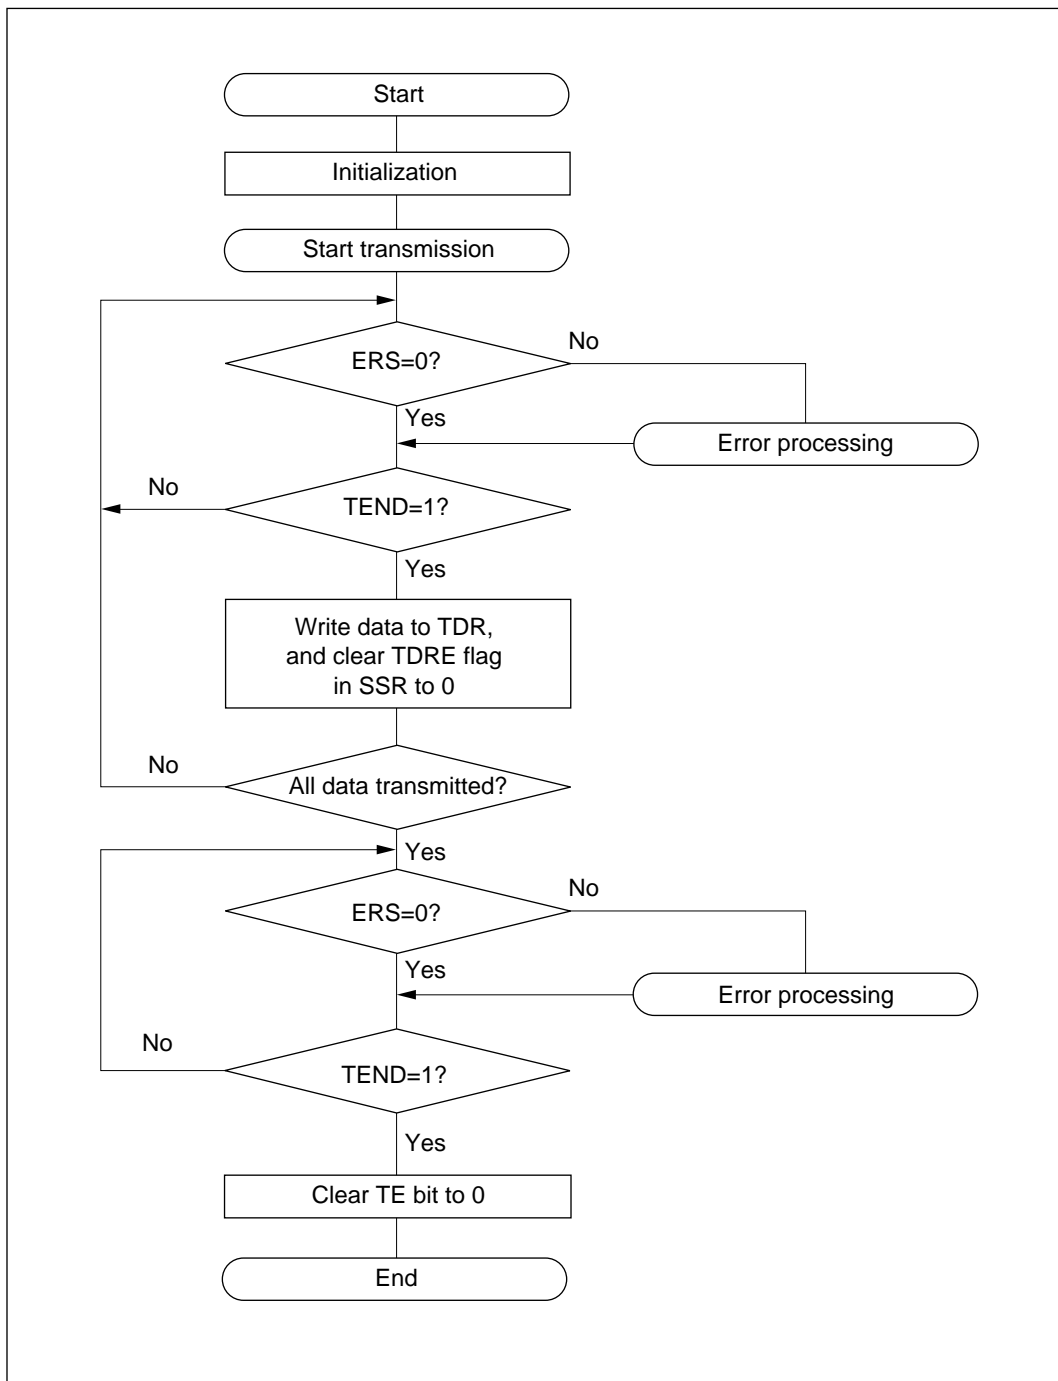 Start
Initialization
Start transmission
ERS=0?
No
Yes
Error processing
No
TEND=1?
Yes
Write data to TDR,
and clear TDRE flag
in SSR to 0
No
All data transmitted?
Yes
ERS=0?
No
Yes
Error processing
No
TEND=1?
Yes
Clear TE bit to 0
End